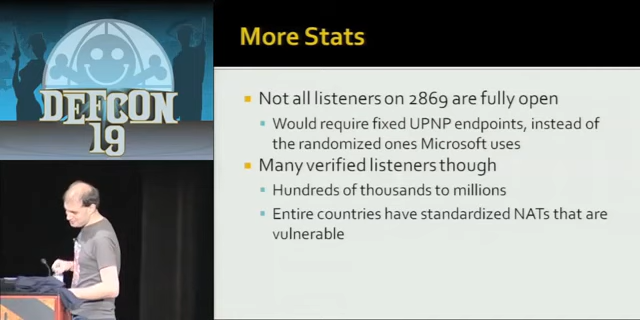 DEFCON
19
More Stats
Not all listeners on 2869 are fully open
Would require fixed UPNP endpoints, instead of
the randomized ones Microsoft uses
Many verified listeners though
Hundreds of thousands to millions
Entire countries have standardized NATs that are
vulnerable